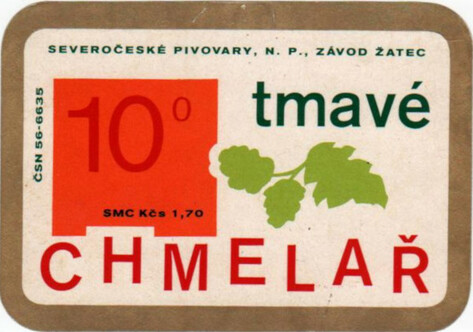 SEVEROČESKÉ PIVOVARY, N. P., ZÁVOD ŽATEC
ČSN 56-6635
10°
tmavé
SMC Kčs 1,70
CHMELAŘ